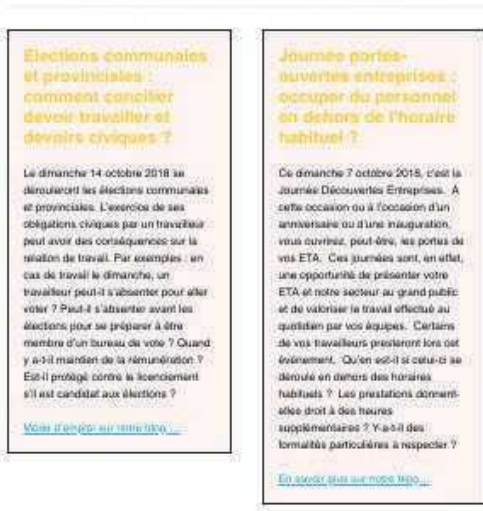 Elections communales
et provinciales :
comment concilier
devoir travailler et
devoirs civiques ?
Le dimanche 14 octobre 2018 se
dérouleront les élections communales
et provinciales. L'exercice de ses
obligations civiques par un travailleur
peut avoir des conséquences sur la
relation de travail. Par exemples : en
cas de travail le dimanche, un
travailleur peut-il s'absenter pour aller
voter ? Peut-il s'absenter avant les
élections pour se préparer à être
membre d'un bureau de vote ? Quand
y a-t-il maintien de la rémunération ?
Est-il protégé contre le licenciement
s'il est candidat aux élections ?
Mode d'emploi sur notre blog ...
Journée portes-
ouvertes entreprises :
occuper du personnel
en dehors de l'horaire
habituel ?
Ce dimanche 7 octobre 2018, c'est la
Journée Découvertes Entreprises. A
cette occasion ou à l'occasion d'un
anniversaire ou d'une inauguration,
vous ouvrirez, peut-être, les portes de
vos ETA. Ces journées sont, en effet,
une opportunité de présenter votre
ETA et notre secteur au grand public
et de valoriser le travail effectué au
quotidien par vos équipes. Certains
de vos travailleurs presteront lors cet
événement. Qu'en est-il si celui-ci se
déroule en dehors des horaires
habituels ? Les prestations donnent-
elles droit à des heures
supplémentaires ? Y-a-t-il des
formalités particulières à respecter ?
En savoir plus sur notre blog...